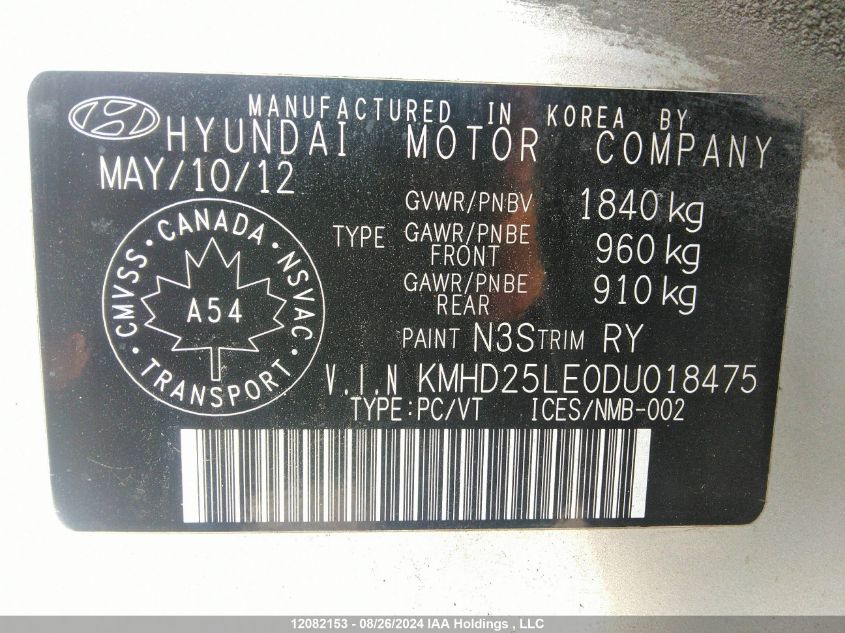 MANUFACTURED IN KOREA BY
HYUNDAI MOTOR COMPANY
MAY/10/12
GVWR/PNBV 1840 kg
TYPE GAWR/PNBE FRONT 960 kg
GAWR/PNBE REAR 910 kg
CANADA · NSVAC · TRANSPORT · CMVSS ·
A54
PAINT N3S TRIM RY
V.I.N KMHD25LE0DU018475
TYPE:PC/VT ICES/NMB-002
12082153 - 08/26/2024 IAA Holdings , LLC